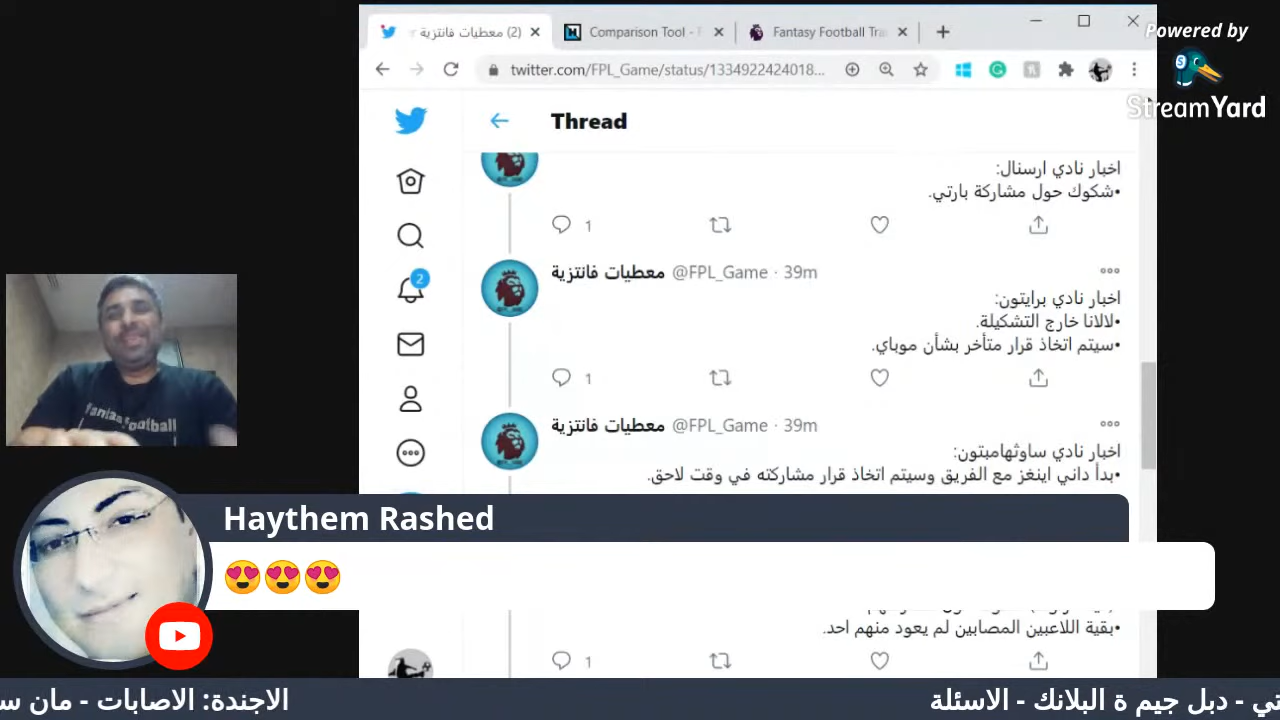 معطيات فانتزية (2)
Comparison Tool - F
Fantasy Football Tra
Powered by
StreamYard
twitter.com/FPL_Game/status/1334922424018...
Thread
اخبار نادي ارسنال:
•شكوك حول مشاركة بارتي.
1
معطيات فانتزية @FPL_Game · 39m
اخبار نادي برايتون:
•لالانا خارج التشكيلة.
•سيتم اتخاذ قرار متأخر بشأن موباي.
1
2
معطيات فانتزية @FPL_Game · 39m
اخبار نادي ساوثهامبتون:
•بدأ داني اينغز مع الفريق وسيتم اتخاذ قرار مشاركته في وقت لاحق.
fantasy football
Haythem Rashed
😍😍😍
•بقية اللاعبين المصابين لم يعود منهم احد.
1
الاجندة: الاصابات - مان س
تي - دبل جيم ة البلانك - الاسئلة